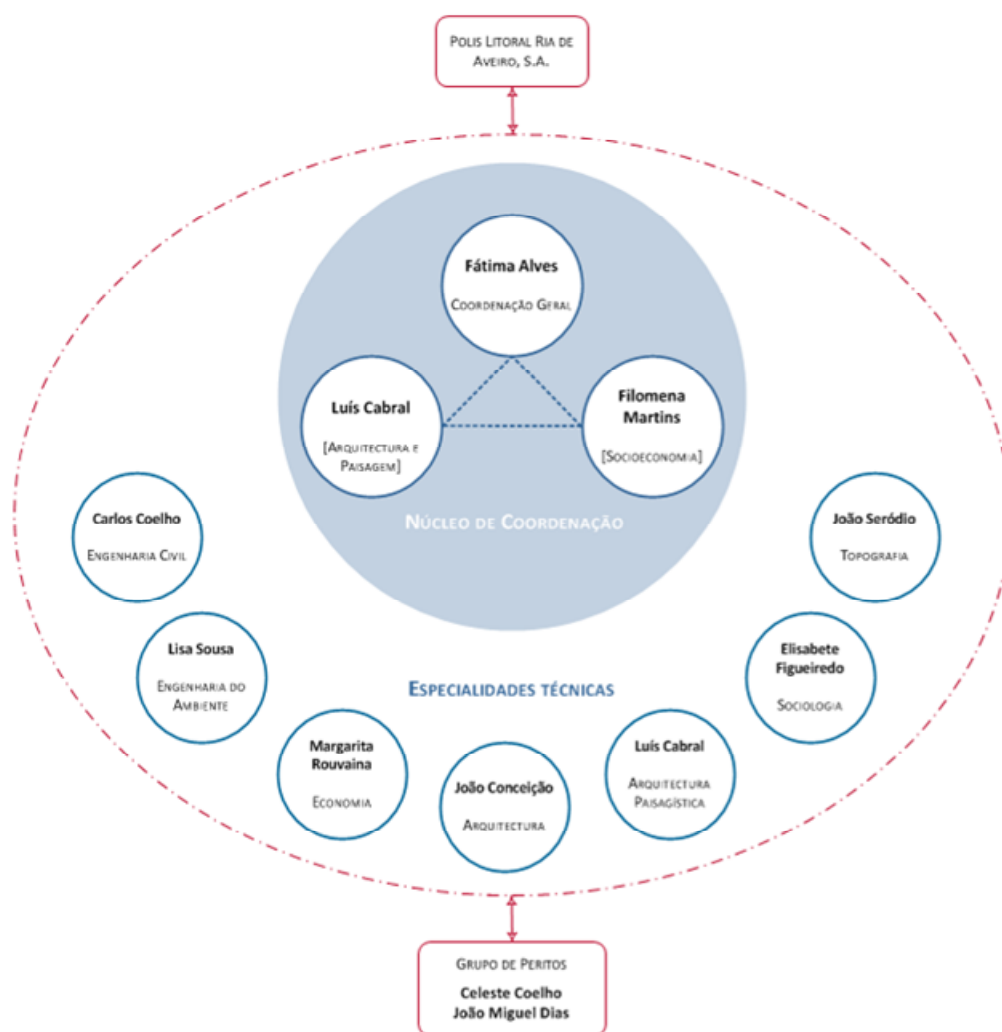 POLIS LITORAL RIA DE
AVEIRO, S.A.
Fátima Alves
COORDENAÇÃO GERAL
Luís Cabral
[ARQUITECTURA E
PAISAGEM]
Filomena
Martins
[SOCIOECONOMIA]
NÚCLEO DE COORDENAÇÃO
Carlos Coelho
ENGENHARIA CIVIL
João Seródio
TOPOGRAFIA
Lisa Sousa
ENGENHARIA DO
AMBIENTE
Elisabete
Figueiredo
SOCIOLOGIA
ESPECIALIDADES TÉCNICAS
Margarita
Rouvaina
ECONOMIA
João Conceição
ARQUITECTURA
Luís Cabral
ARQUITECTURA
PAISAGÍSTICA
GRUPO DE PERITOS
Celeste Coelho
João Miguel Dias